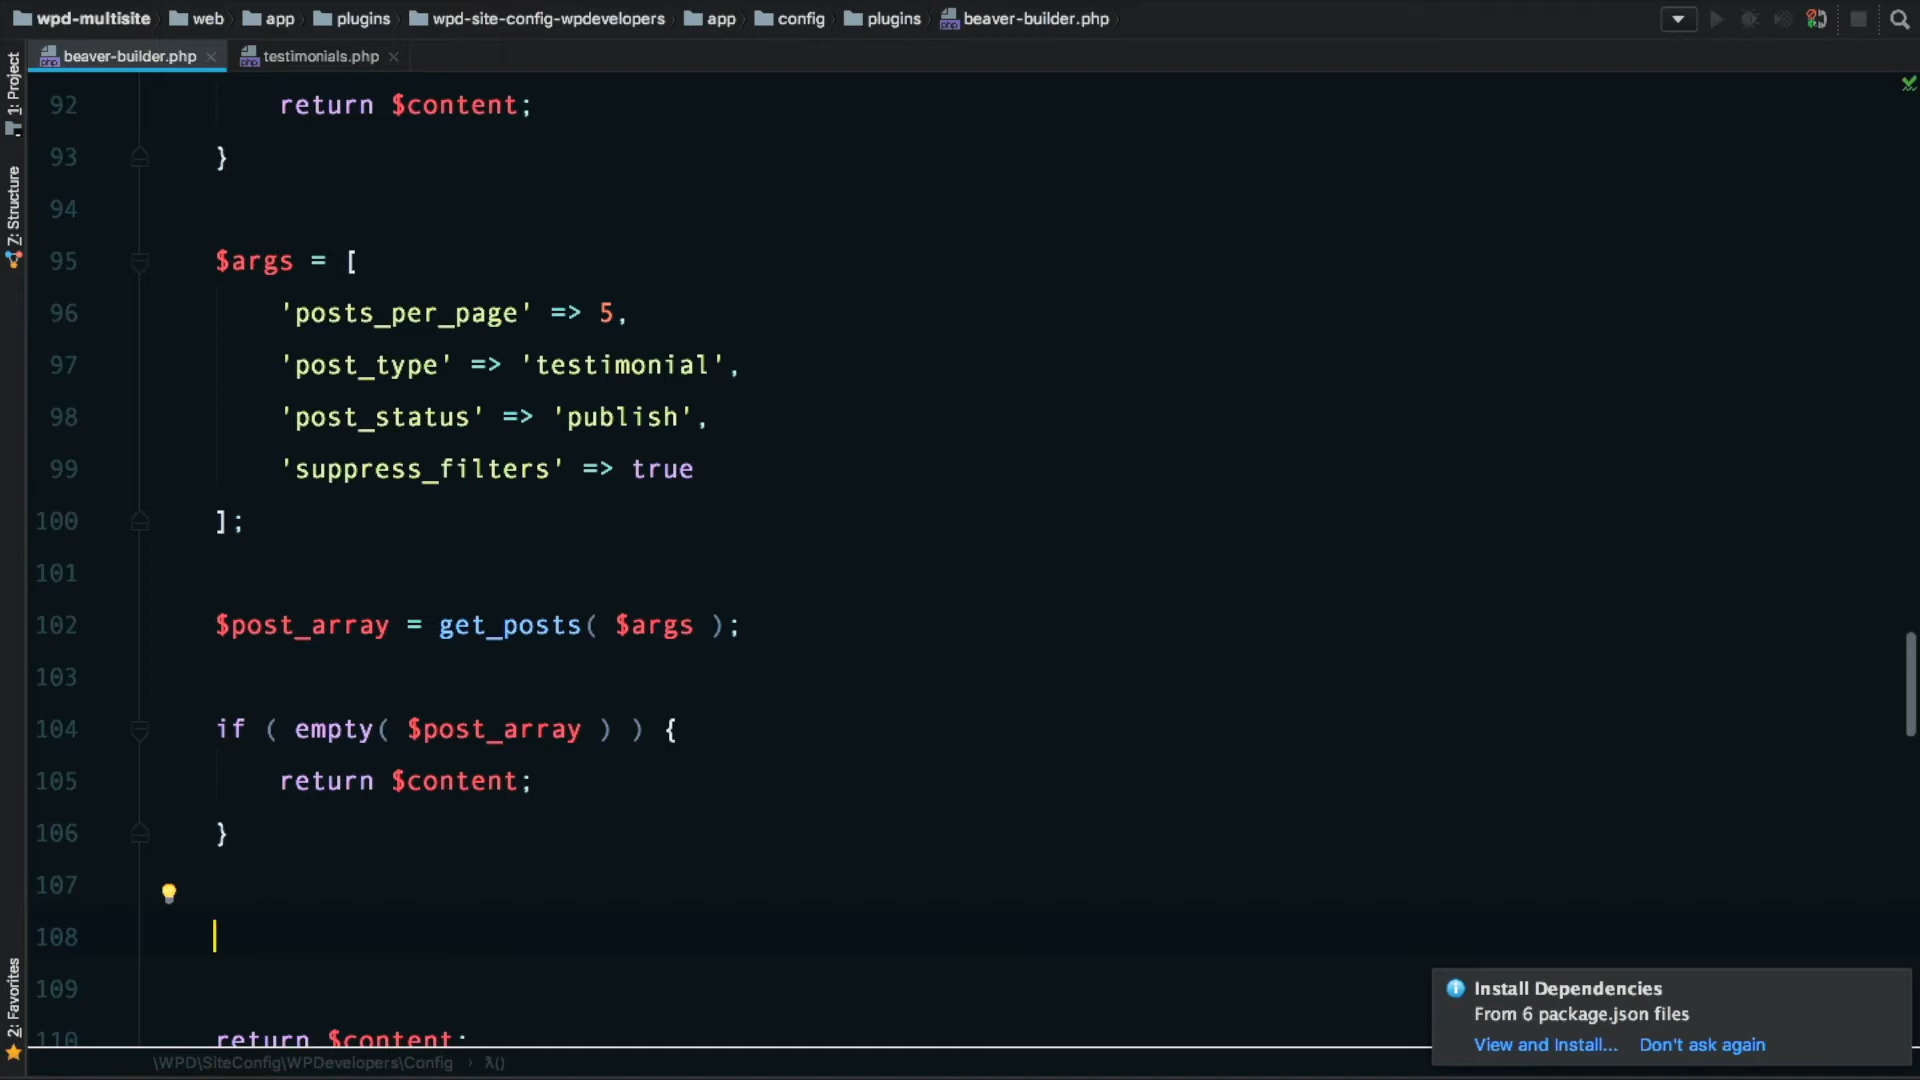 wpd-multisite web app plugins wpd-site-config-wpdevelopers app config plugins beaver-builder.php
beaver-builder.php testimonials.php
1: Project
Z: Structure
2: Favorites
92 return $content;
93 }
94
95 $args = [
96 'posts_per_page' => 5,
97 'post_type' => 'testimonial',
98 'post_status' => 'publish',
99 'suppress_filters' => true
100 ];
101
102 $post_array = get_posts( $args );
103
104 if ( empty( $post_array ) ) {
105 return $content;
106 }
107
108
109
110 return $content;
\WPD\SiteConfig\WPDevelopers\Config › λ()
Install Dependencies
From 6 package.json files
View and Install... Don't ask again